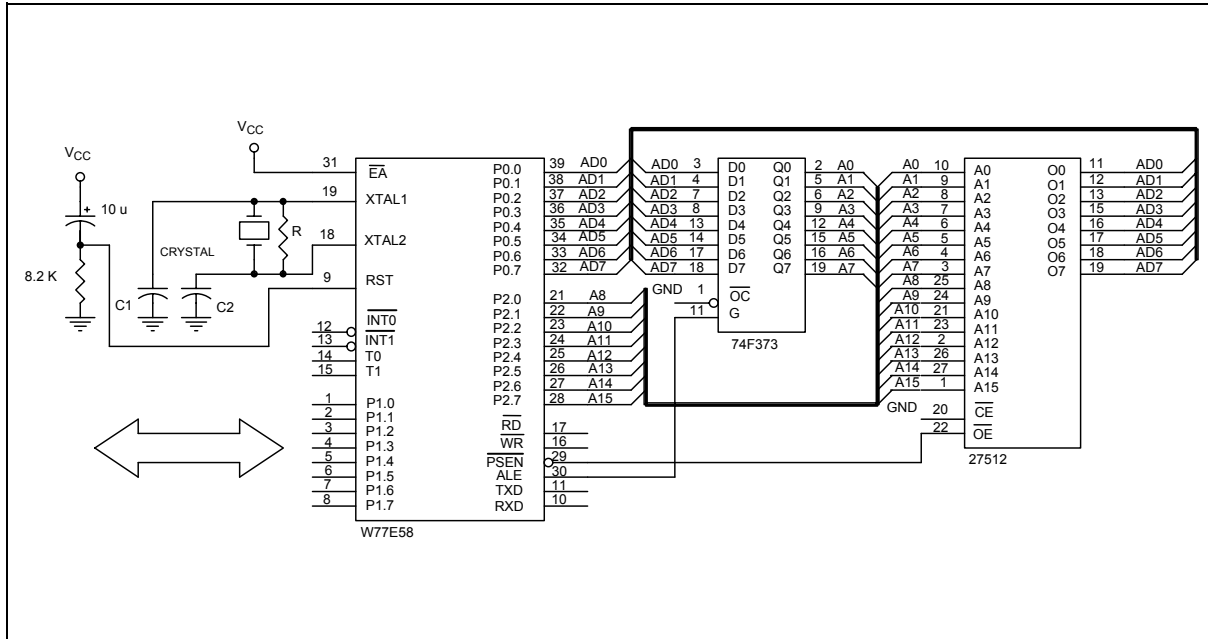 VCC
VCC
10 u
8.2 K
CRYSTAL
R
C1
C2
31 EA
19 XTAL1
18 XTAL2
9 RST
12 INT0
13 INT1
14 T0
15 T1
1 P1.0
2 P1.1
3 P1.2
4 P1.3
5 P1.4
6 P1.5
7 P1.6
8 P1.7
P0.0 39 AD0
P0.1 38 AD1
P0.2 37 AD2
P0.3 36 AD3
P0.4 35 AD4
P0.5 34 AD5
P0.6 33 AD6
P0.7 32 AD7
P2.0 21 A8
P2.1 22 A9
P2.2 23 A10
P2.3 24 A11
P2.4 25 A12
P2.5 26 A13
P2.6 27 A14
P2.7 28 A15
RD 17
WR 16
PSEN 29
ALE 30
TXD 11
RXD 10
W77E58
AD0 3 D0 Q0 2 A0
AD1 4 D1 Q1 5 A1
AD2 7 D2 Q2 6 A2
AD3 8 D3 Q3 9 A3
AD4 13 D4 Q4 12 A4
AD5 14 D5 Q5 15 A5
AD6 17 D6 Q6 16 A6
AD7 18 D7 Q7 19 A7
GND 1 OC
11 G
74F373
A0 10 A0
A1 9 A1
A2 8 A2
A3 7 A3
A4 6 A4
A5 5 A5
A6 4 A6
A7 3 A7
A8 25 A8
A9 24 A9
A10 21 A10
A11 23 A11
A12 2 A12
A13 26 A13
A14 27 A14
A15 1 A15
GND 20 CE
22 OE
O0 11 AD0
O1 12 AD1
O2 13 AD2
O3 15 AD3
O4 16 AD4
O5 17 AD5
O6 18 AD6
O7 19 AD7
27512